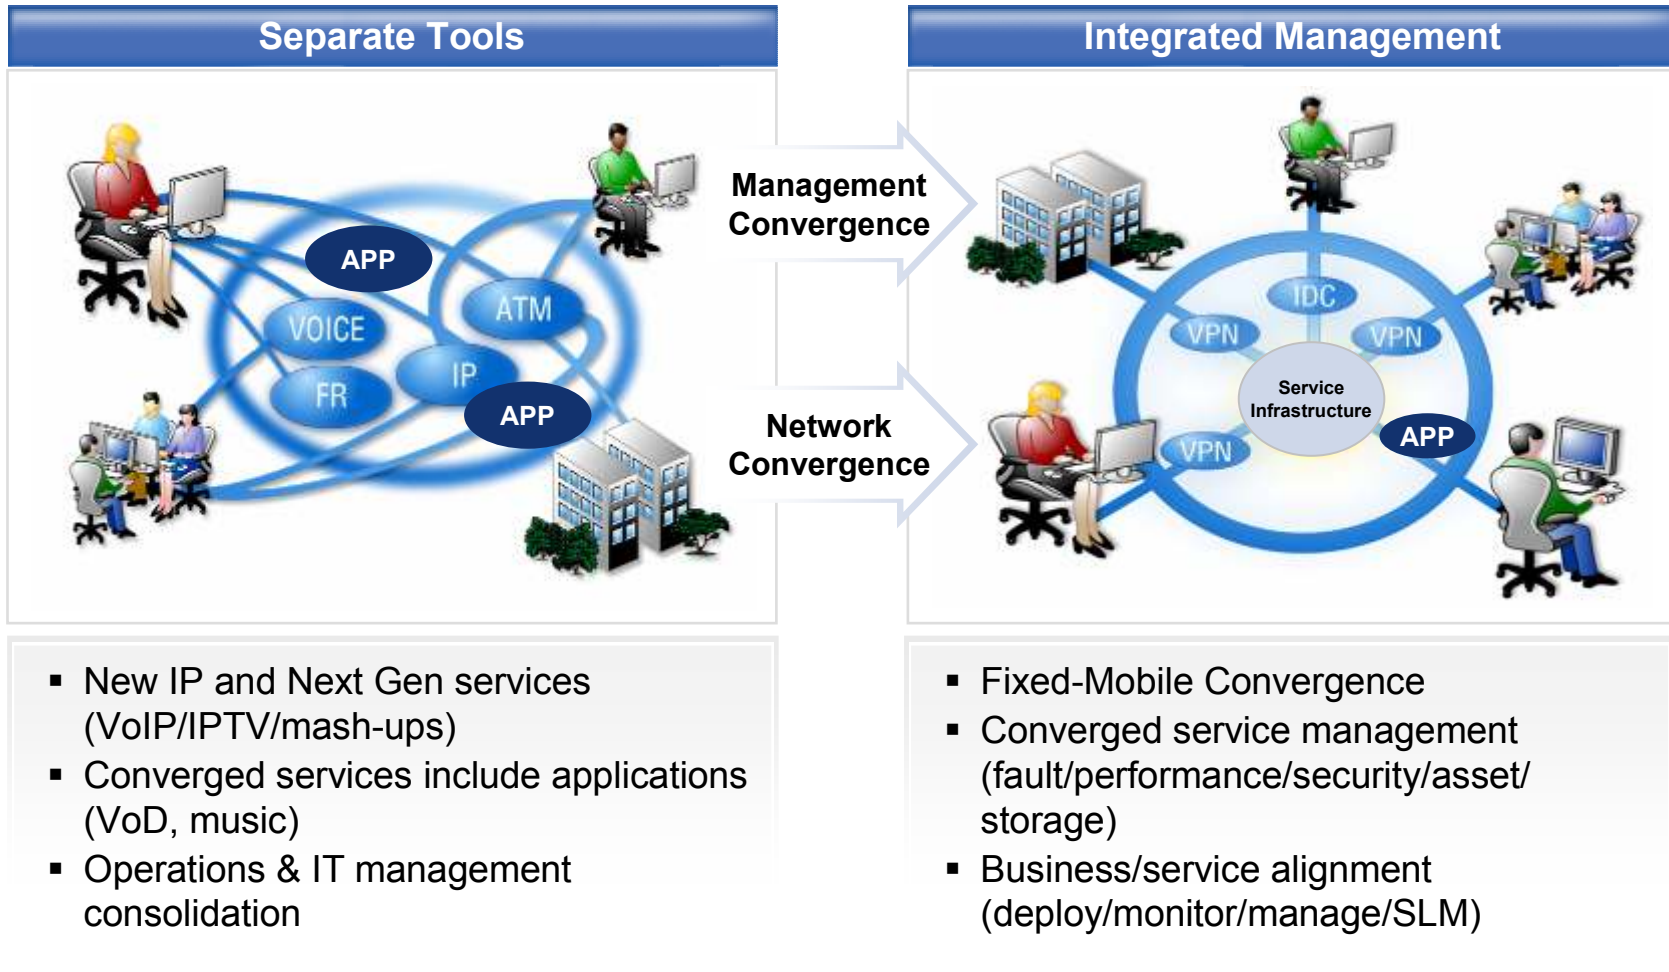 Separate Tools
Integrated Management
APP
VOICE
ATM
FR
IP
APP
Management
Convergence
Network
Convergence
IDC
VPN
VPN
Service
Infrastructure
APP
VPN
▪ New IP and Next Gen services
(VoIP/IPTV/mash-ups)
▪ Converged services include applications
(VoD, music)
▪ Operations & IT management
consolidation
▪ Fixed-Mobile Convergence
▪ Converged service management
(fault/performance/security/asset/
storage)
▪ Business/service alignment
(deploy/monitor/manage/SLM)